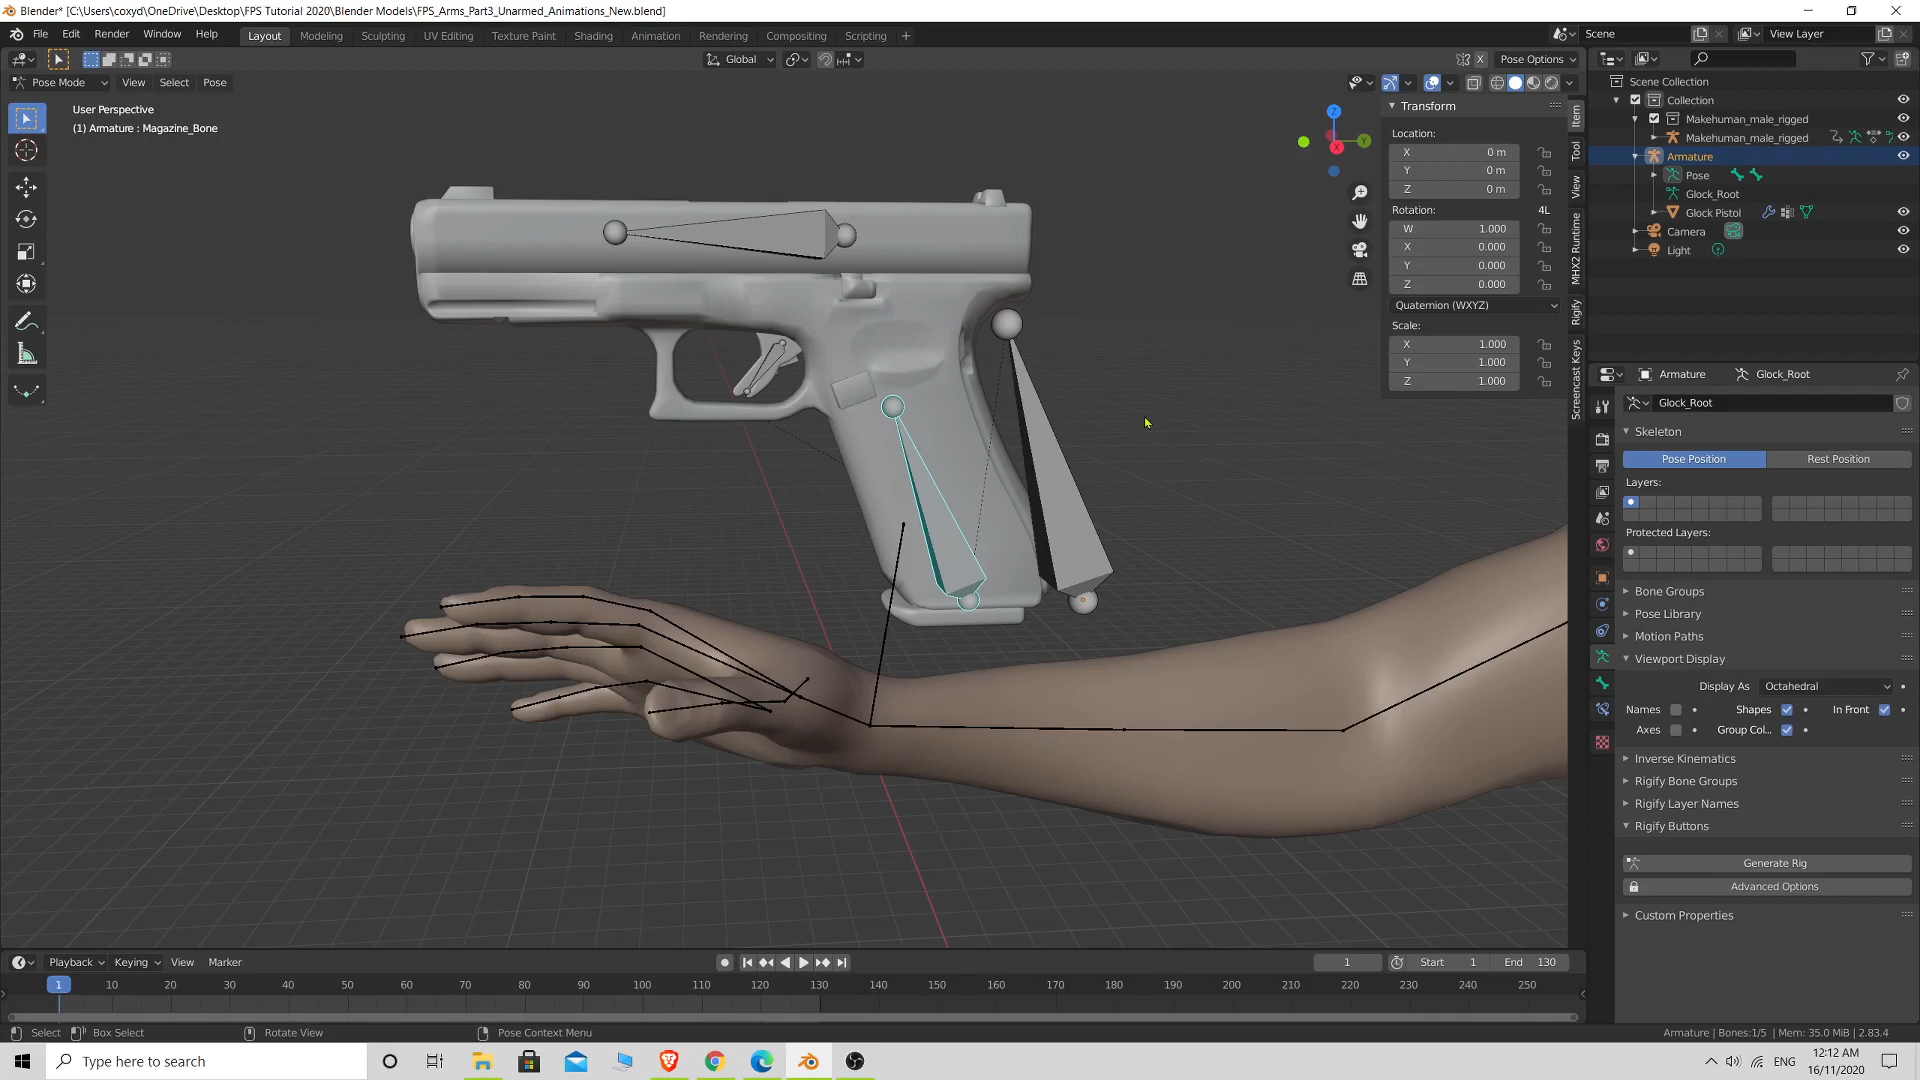 Blender* [C:\Users\coxyd\OneDrive\Desktop\FPS Tutorial 2020\Blender Models\FPS_Arms_Part3_Unarmed_Animations_New.blend]
File Edit Render Window Help Layout Modeling Sculpting UV Editing Texture Paint Shading Animation Rendering Compositing Scripting + Scene View Layer
Global X Pose Options
Pose Mode View Select Pose
User Perspective
(1) Armature : Magazine_Bone
Z
Y
X
Transform
Location:
X 0 m
Y 0 m
Z 0 m
Rotation: 4L
W 1.000
X 0.000
Y 0.000
Z 0.000
Quaternion (WXYZ)
Scale:
X 1.000
Y 1.000
Z 1.000
Item
Tool
View
MHX2 Runtime
Rigify
Screencast Keys
Scene Collection
Collection
Makehuman_male_rigged
Makehuman_male_rigged
Armature
Pose
Glock_Root
Glock Pistol
Camera
Light
Armature Glock_Root
Glock_Root
Skeleton
Pose Position Rest Position
Layers:
Protected Layers:
Bone Groups
Pose Library
Motion Paths
Viewport Display
Display As Octahedral
Names Shapes In Front
Axes Group Col...
Inverse Kinematics
Rigify Bone Groups
Rigify Layer Names
Rigify Buttons
Generate Rig
Advanced Options
Custom Properties
Playback Keying View Marker 1 Start 1 End 130
1 10 20 30 40 50 60 70 80 90 100 110 120 130 140 150 160 170 180 190 200 210 220 230 240 250
Select Box Select Rotate View Pose Context Menu Armature | Bones:1/5 | Mem: 35.0 MiB | 2.83.4
Type here to search
ENG
12:12 AM
16/11/2020